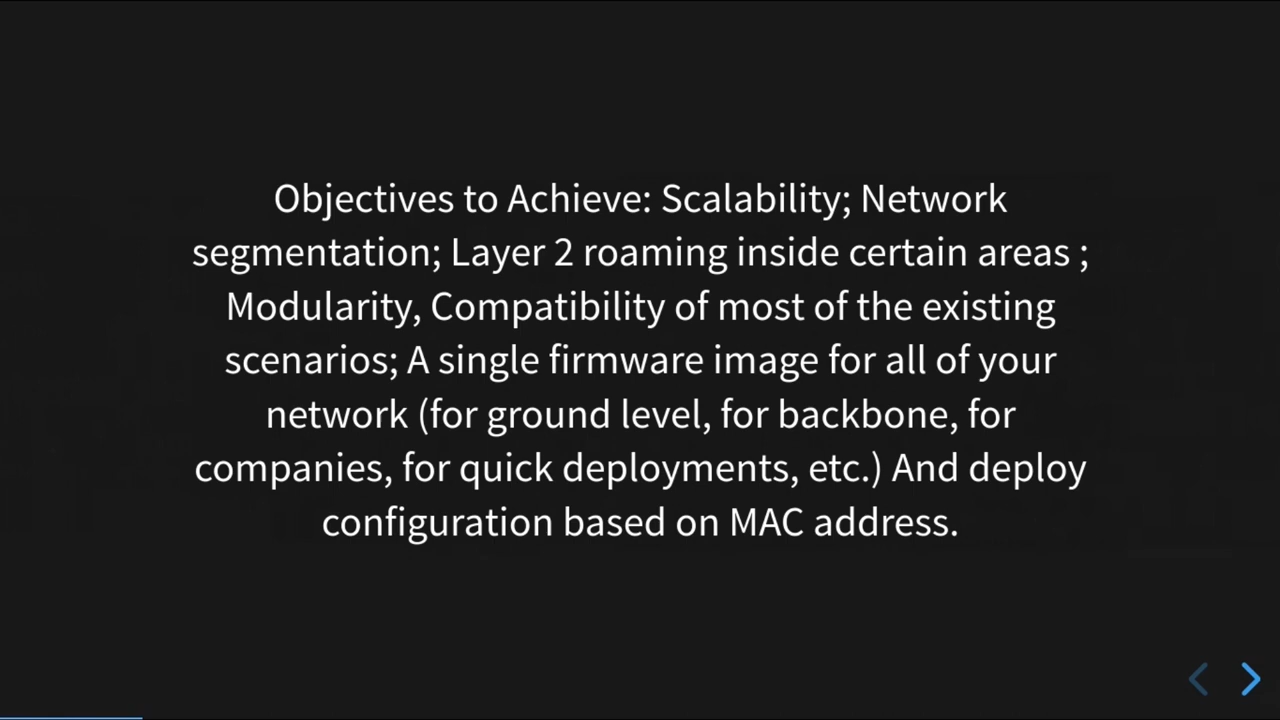 Objectives to Achieve: Scalability; Network
segmentation; Layer 2 roaming inside certain areas ;
Modularity, Compatibility of most of the existing
scenarios; A single firmware image for all of your
network (for ground level, for backbone, for
companies, for quick deployments, etc.) And deploy
configuration based on MAC address.